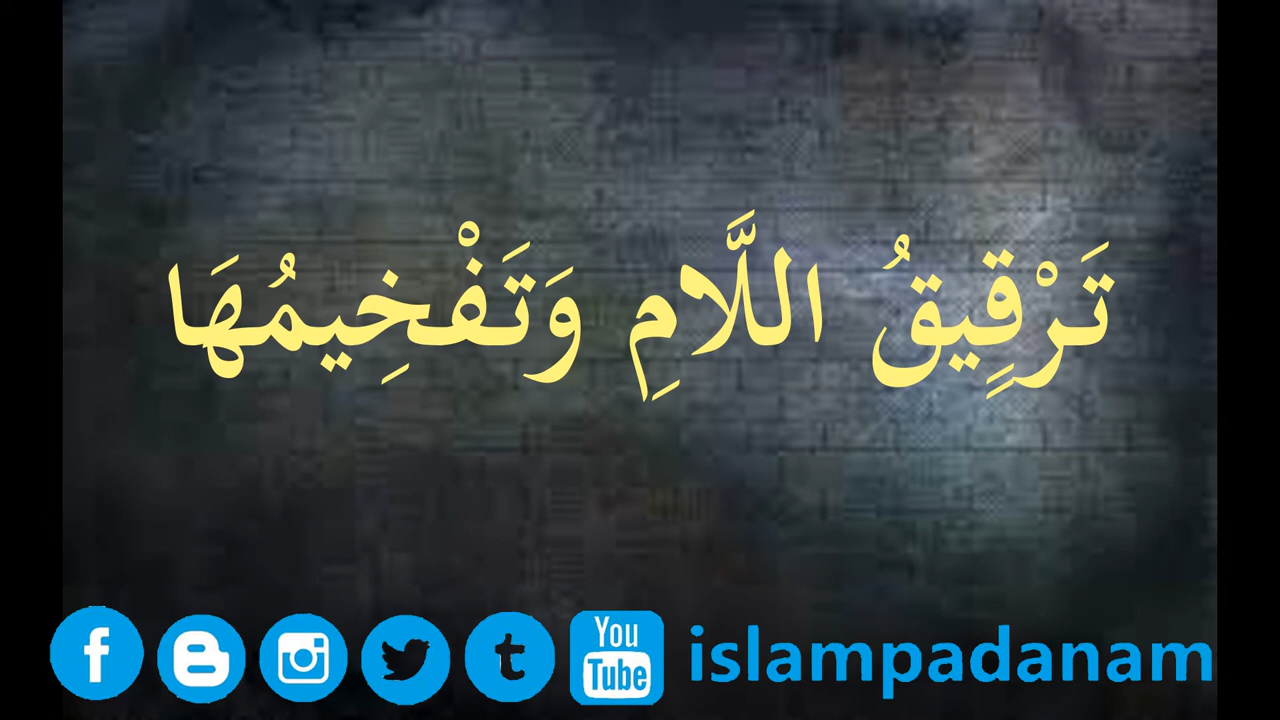 تَرْقِيقُ اللَّامِ وَتَفْخِيمُهَا
You Tube islampadanam